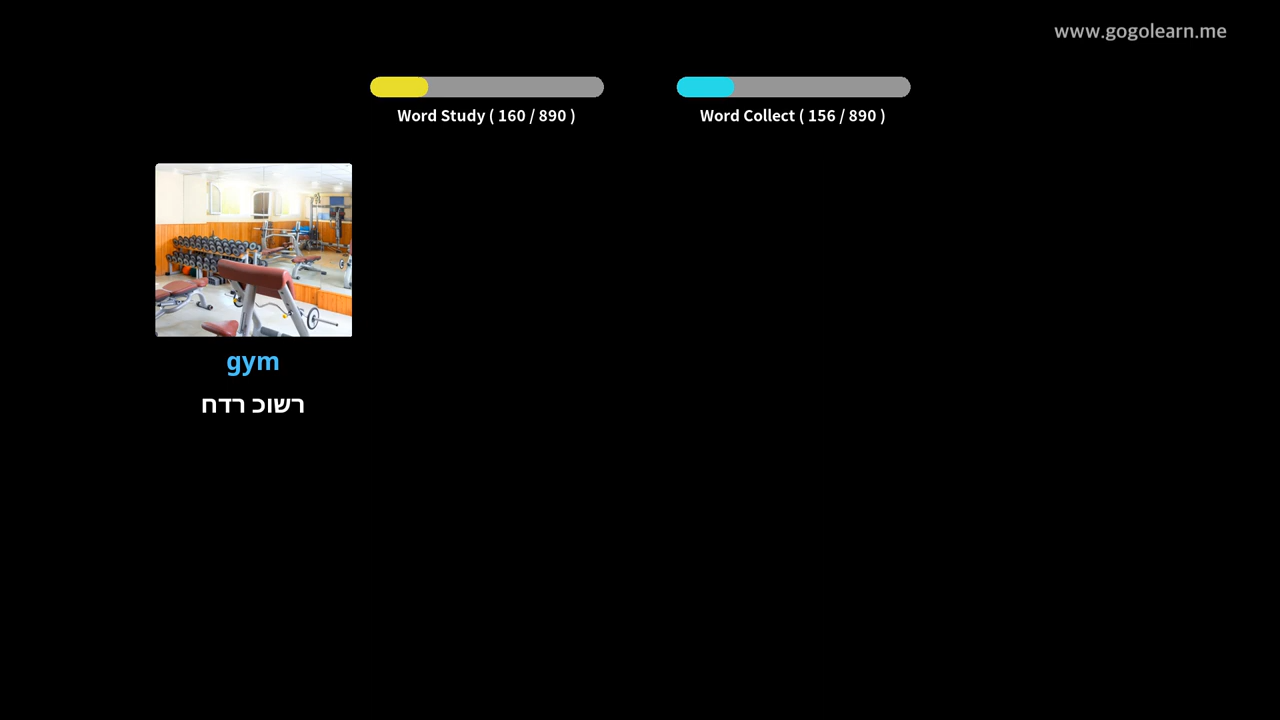 www.gogolearn.me
Word Study ( 160 / 890 )
Word Collect ( 156 / 890 )
gym
רשוכ רדח